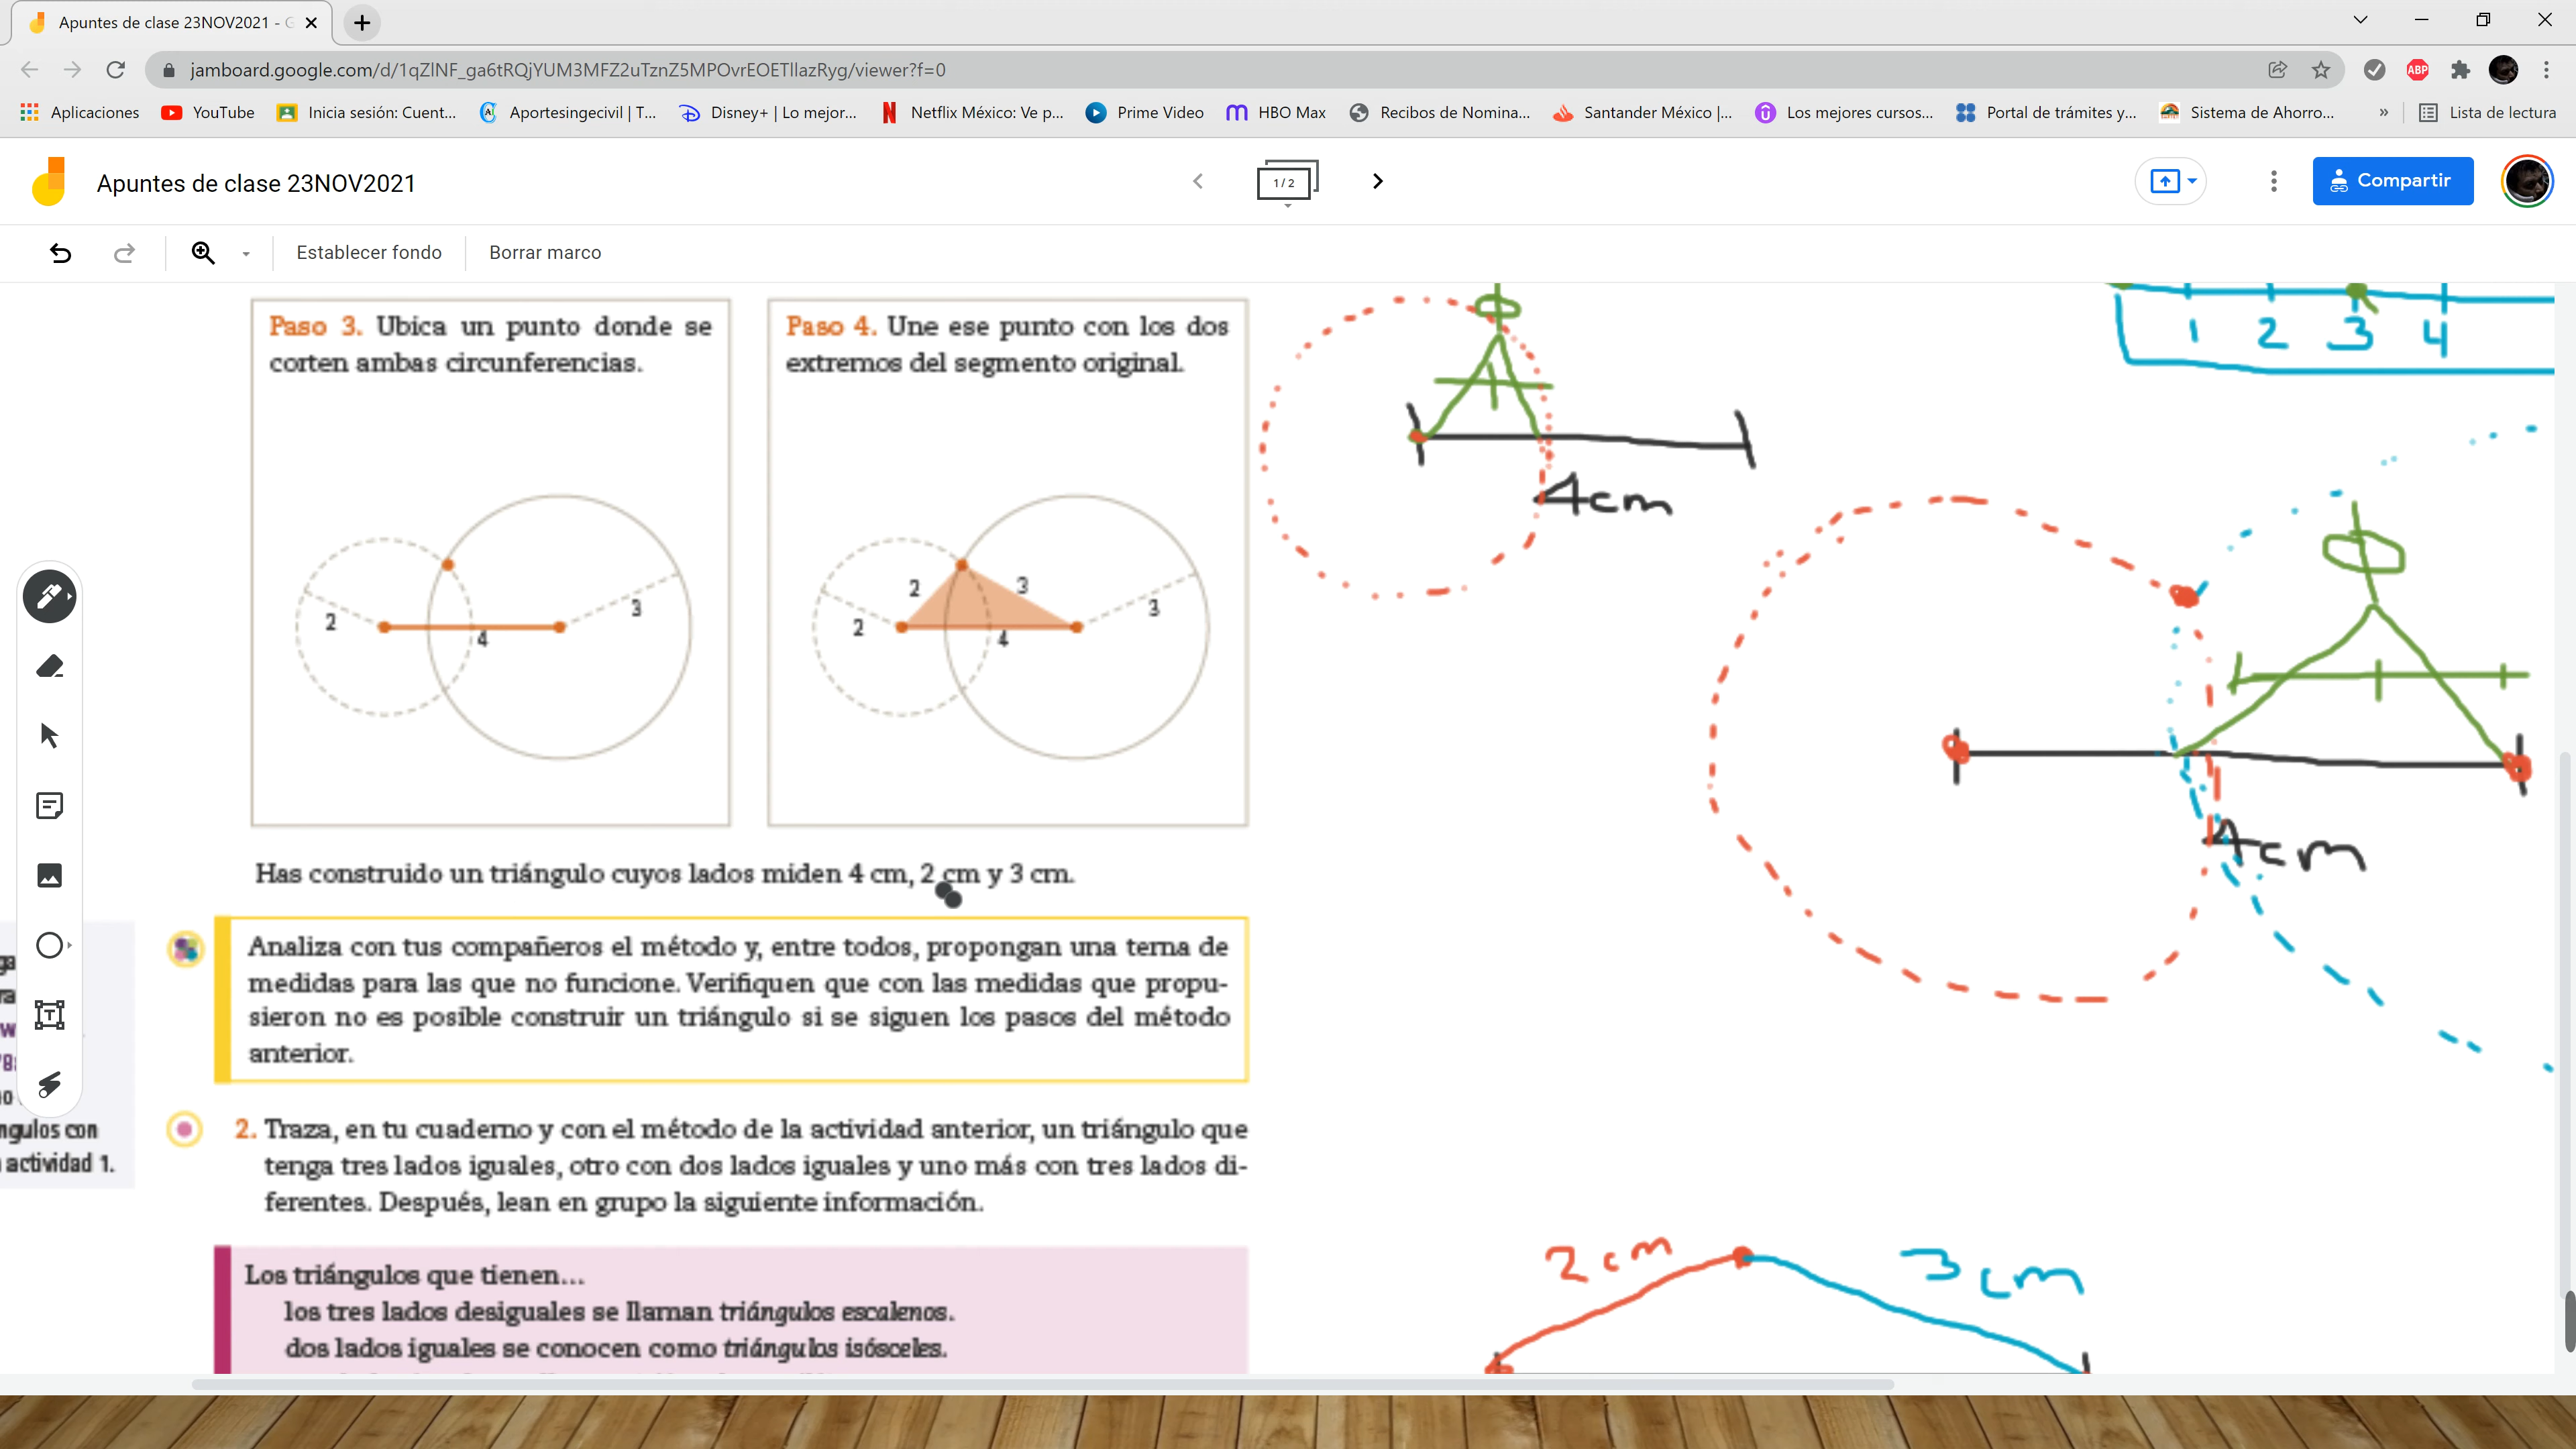 Apuntes de clase 23NOV2021 - G
jamboard.google.com/d/1qZlNF_ga6tRQjYUM3MFZ2uTznZ5MPOvrEOETllazRyg/viewer?f=0
ABP
Aplicaciones
YouTube
Inicia sesión: Cuent...
Aportesingecivil | T...
Disney+ | Lo mejor...
Netflix México: Ve p...
Prime Video
HBO Max
Recibos de Nomina...
Santander México |...
Los mejores cursos...
Portal de trámites y...
Sistema de Ahorro...
»
Lista de lectura
Apuntes de clase 23NOV2021
1 / 2
Compartir
Establecer fondo
Borrar marco
Paso 3. Ubica un punto donde se
corten ambas circunferencias.
2
4
3
Paso 4. Une ese punto con los dos
extremos del segmento original.
2
3
2
4
3
4cm
1 2 3 4
4cm
Has construido un triángulo cuyos lados miden 4 cm, 2 cm y 3 cm.
Analiza con tus compañeros el método y, entre todos, propongan una terna de
medidas para las que no funcione. Verifiquen que con las medidas que propu-
sieron no es posible construir un triángulo si se siguen los pasos del método
anterior.
ngulos con
actividad 1.
2. Traza, en tu cuaderno y con el método de la actividad anterior, un triángulo que
tenga tres lados iguales, otro con dos lados iguales y uno más con tres lados di-
ferentes. Después, lean en grupo la siguiente información.
Los triángulos que tienen...
los tres lados desiguales se llaman triángulos escalenos.
dos lados iguales se conocen como triángulos isósceles.
2 cm
3 cm